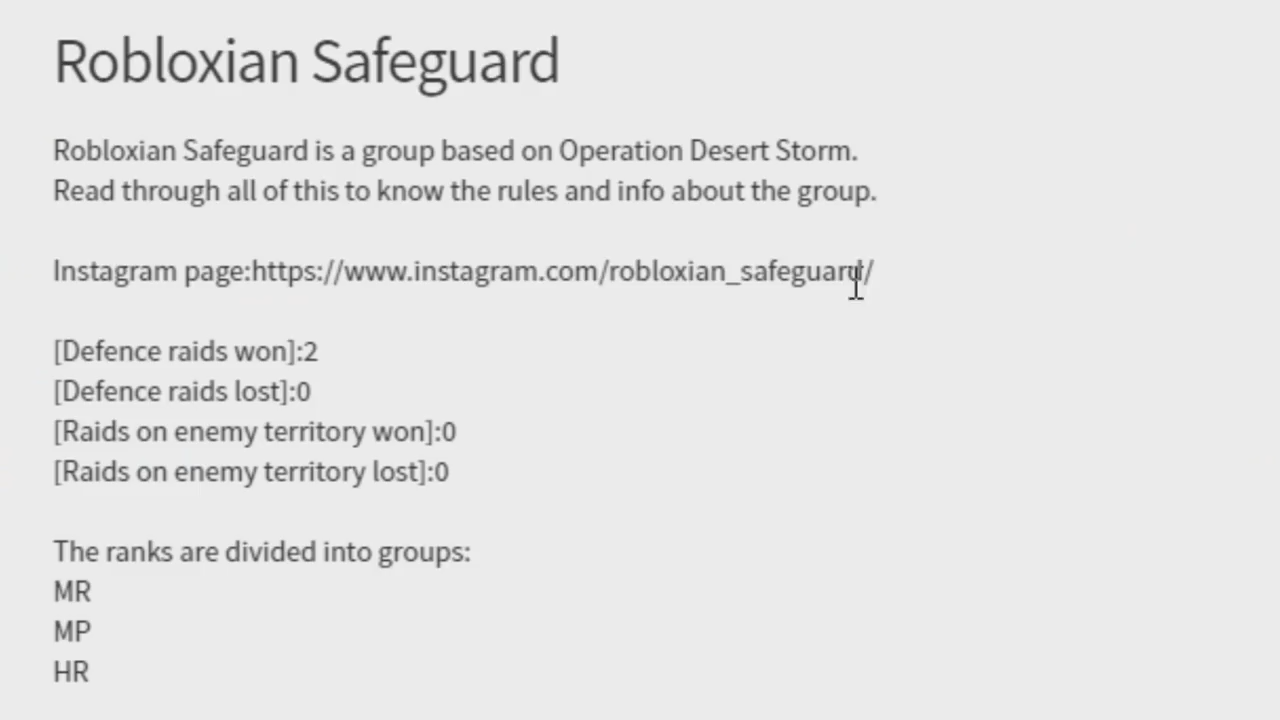 Robloxian Safeguard
Robloxian Safeguard is a group based on Operation Desert Storm.
Read through all of this to know the rules and info about the group.
Instagram page:https://www.instagram.com/robloxian_safeguard/
[Defence raids won]:2
[Defence raids lost]:0
[Raids on enemy territory won]:0
[Raids on enemy territory lost]:0
The ranks are divided into groups:
MR
MP
HR